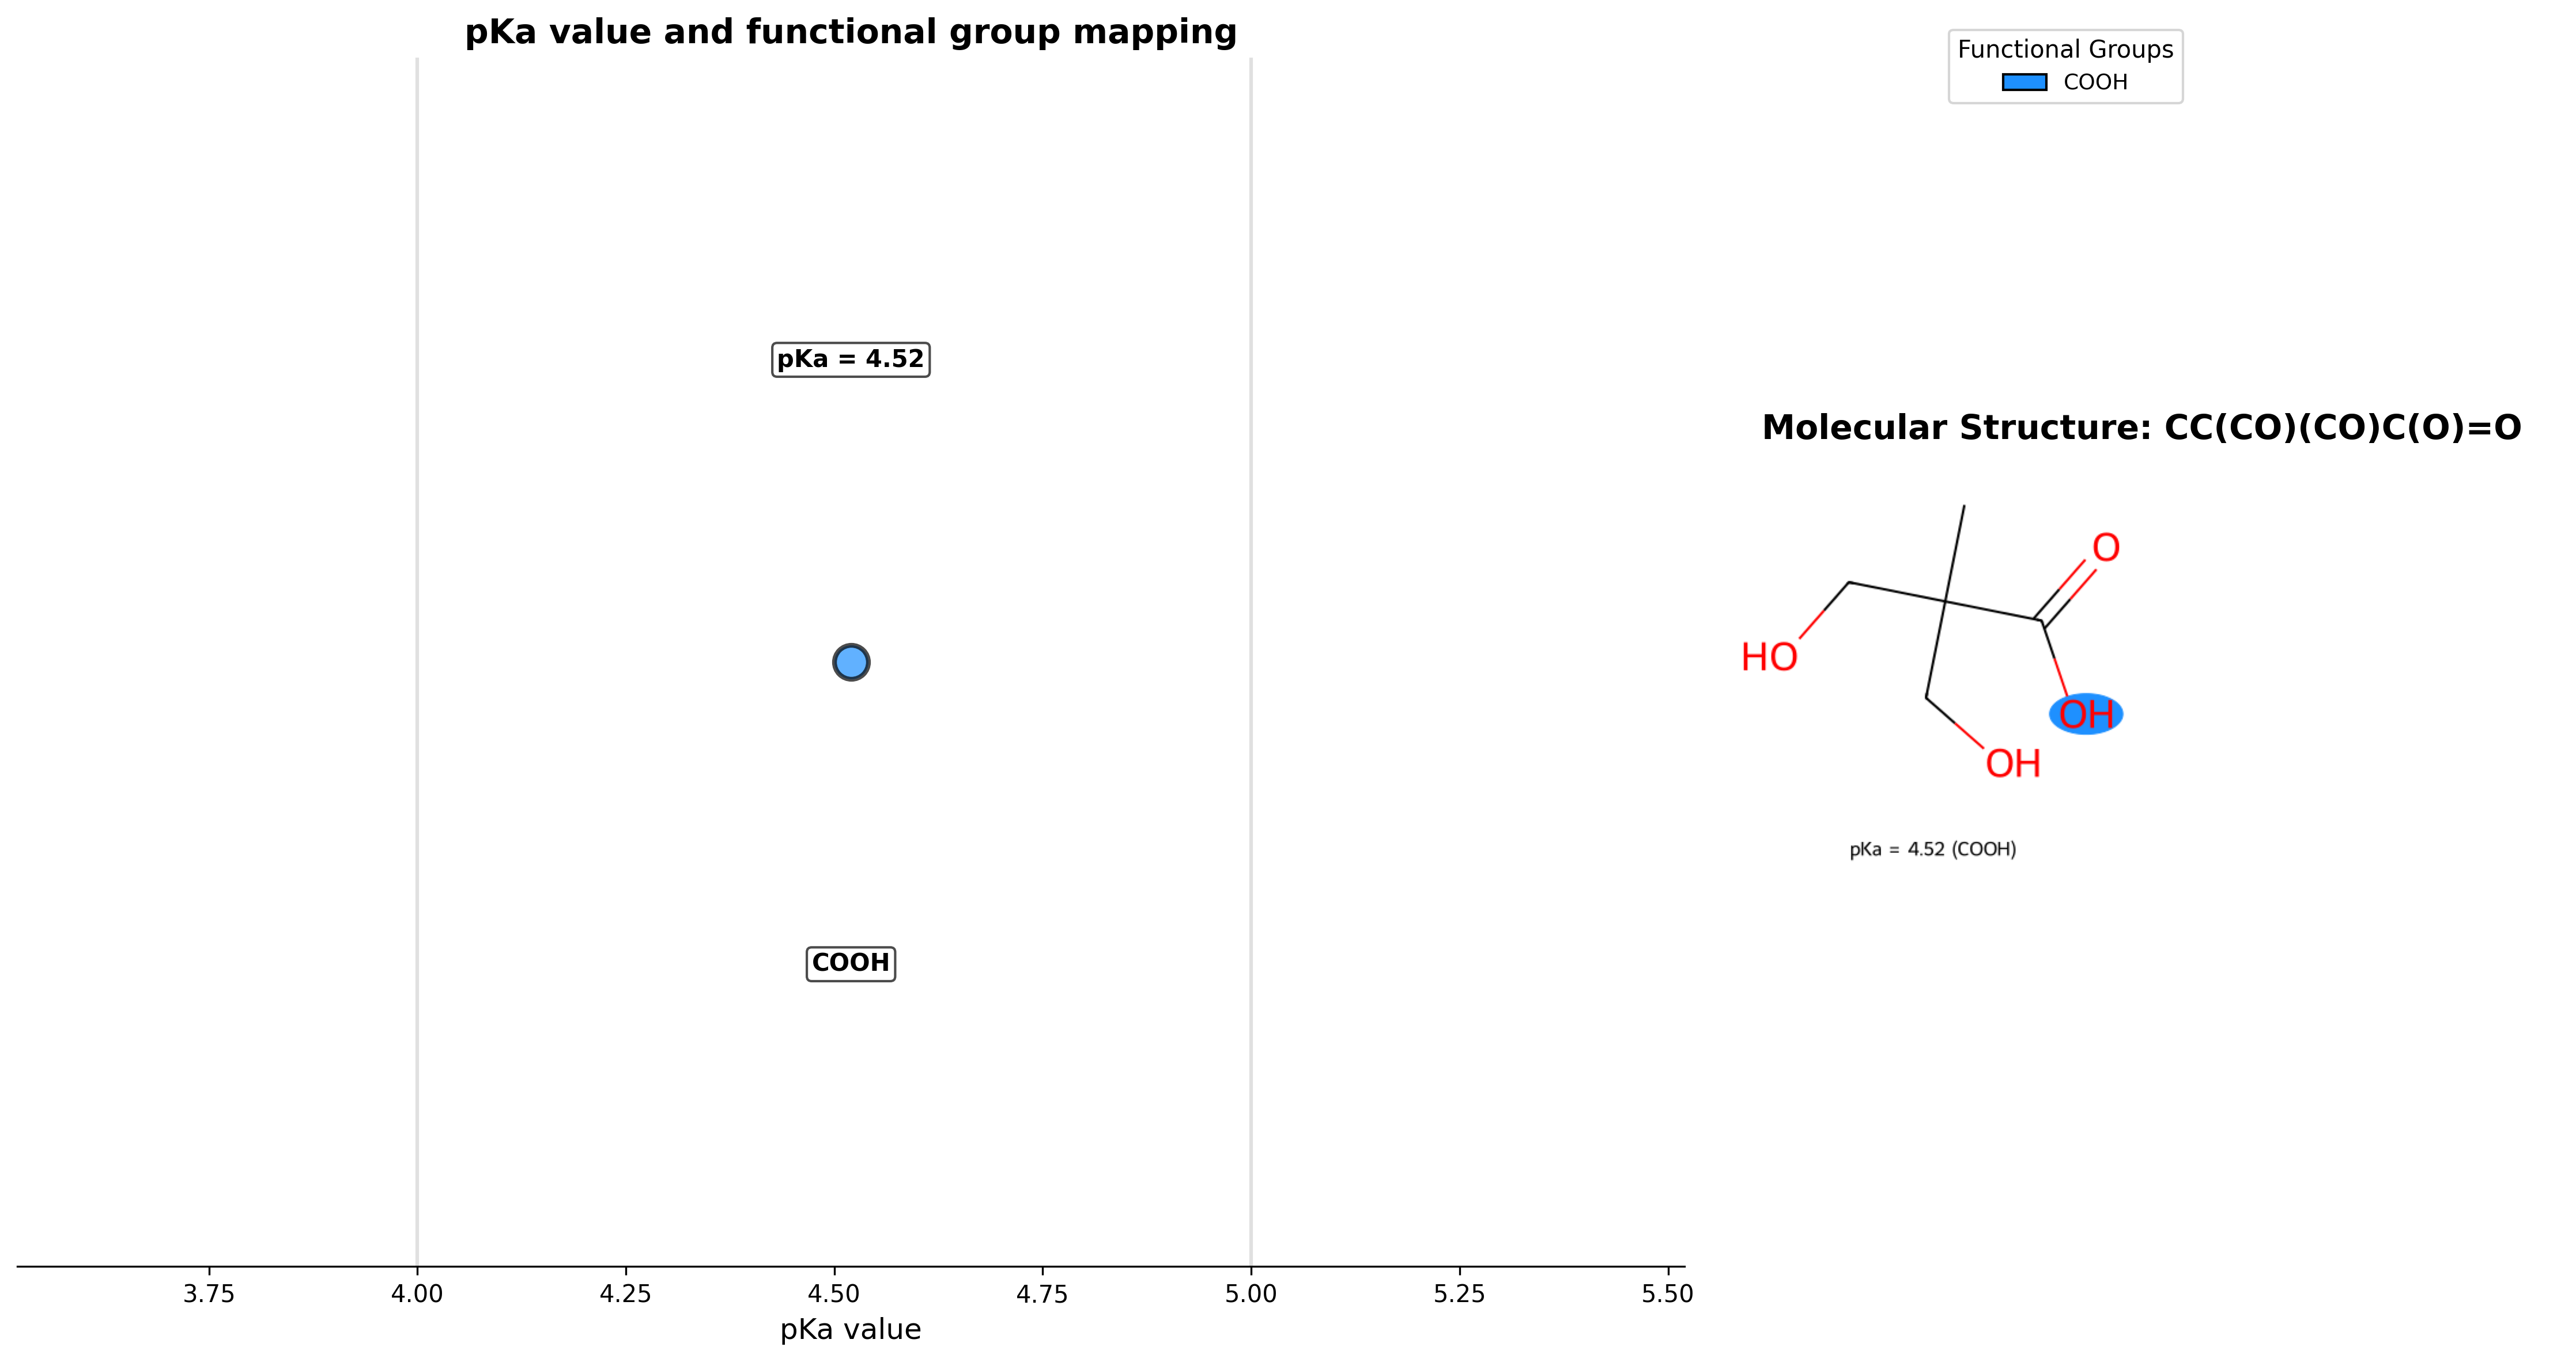 pKa value and functional group mapping
pKa = 4.52
COOH
3.75 4.00 4.25 4.50 4.75 5.00 5.25 5.50
pKa value
Functional Groups
COOH
Molecular Structure: CC(CO)(CO)C(O)=O
O
HO
OH
OH
pKa = 4.52 (COOH)